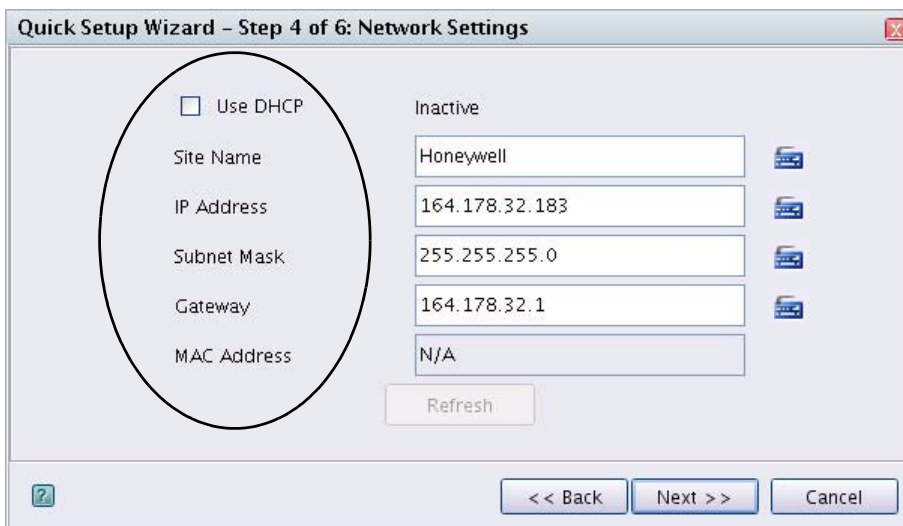 Quick Setup Wizard – Step 4 of 6: Network Settings
Use DHCP Inactive
Site Name Honeywell
IP Address 164.178.32.183
Subnet Mask 255.255.255.0
Gateway 164.178.32.1
MAC Address N/A
Refresh
? << Back Next >> Cancel